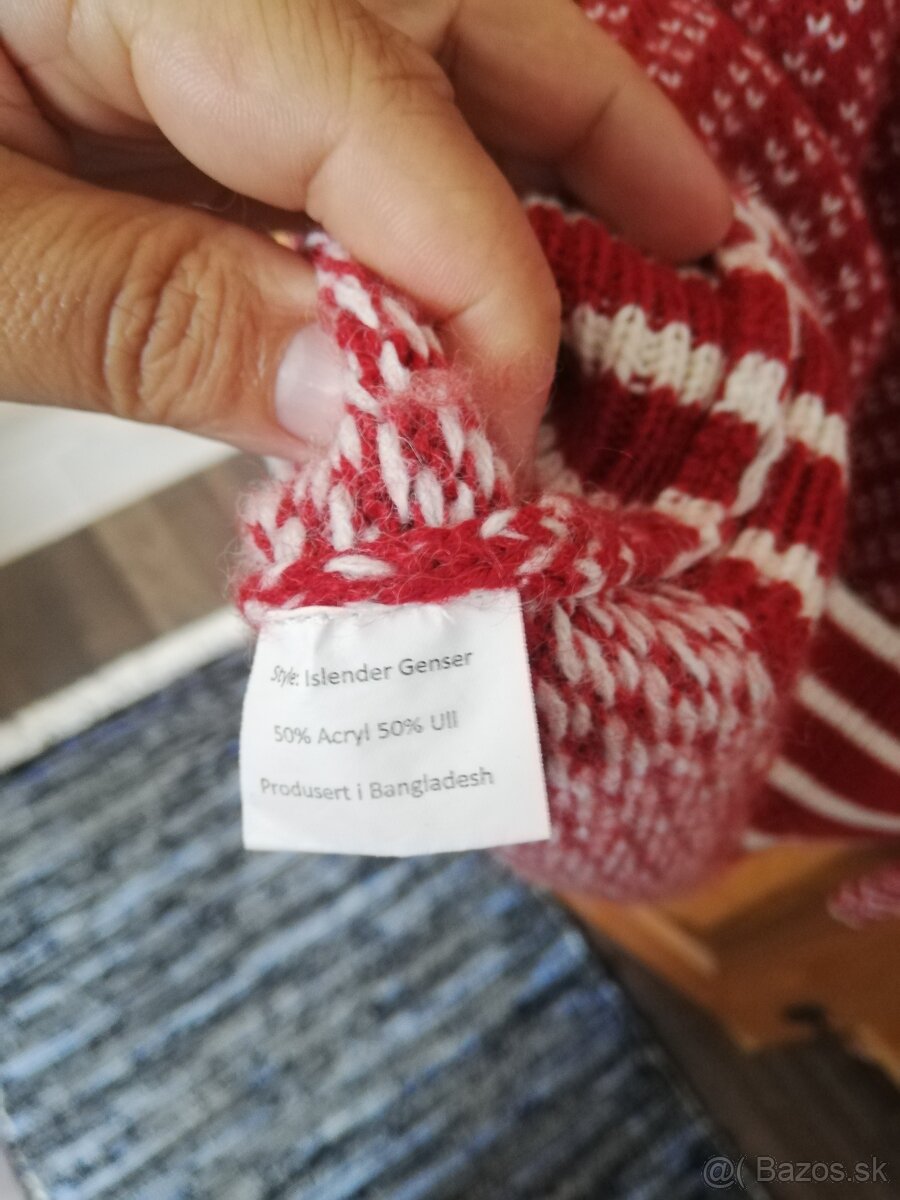 Style: Islender Genser
50% Acryl 50% Ull
Produsert i Bangladesh
@( Bazos.sk